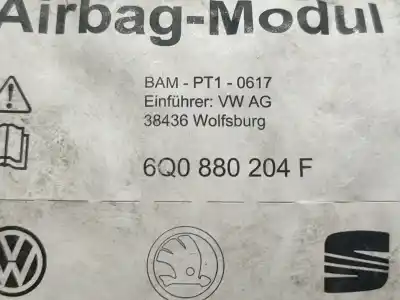 Airbag-Modul
BAM - PT1 - 0617
Einführer: VW AG
38436 Wolfsburg
6Q0 880 204 F